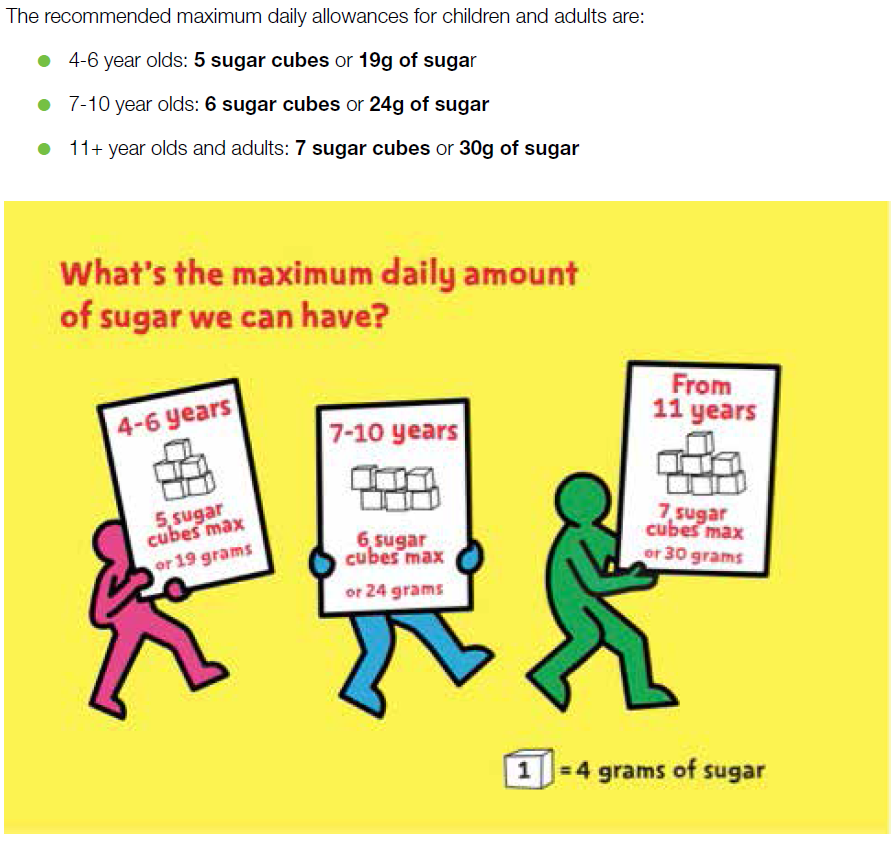 The recommended maximum daily allowances for children and adults are:
4-6 year olds: 5 sugar cubes or 19g of sugar
7-10 year olds: 6 sugar cubes or 24g of sugar
11+ year olds and adults: 7 sugar cubes or 30g of sugar
What's the maximum daily amount
of sugar we can have?
4-6 years
5 sugar
cubes max
or 19 grams
7-10 years
6 sugar
cubes max
or 24 grams
From
11 years
7 sugar
cubes max
or 30 grams
1 = 4 grams of sugar